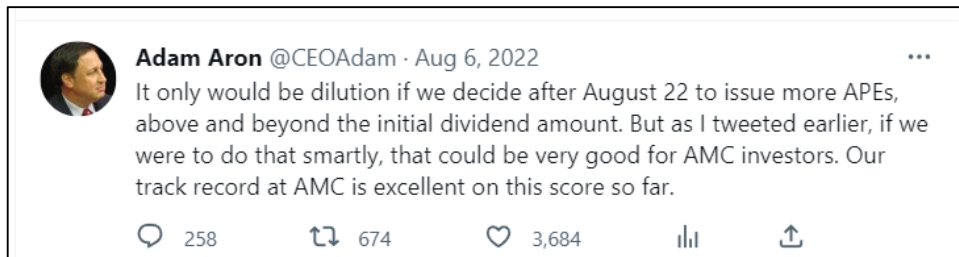 Adam Aron @CEOAdam · Aug 6, 2022
It only would be dilution if we decide after August 22 to issue more APEs,
above and beyond the initial dividend amount. But as I tweeted earlier, if we
were to do that smartly, that could be very good for AMC investors. Our
track record at AMC is excellent on this score so far.
258 674 3,684